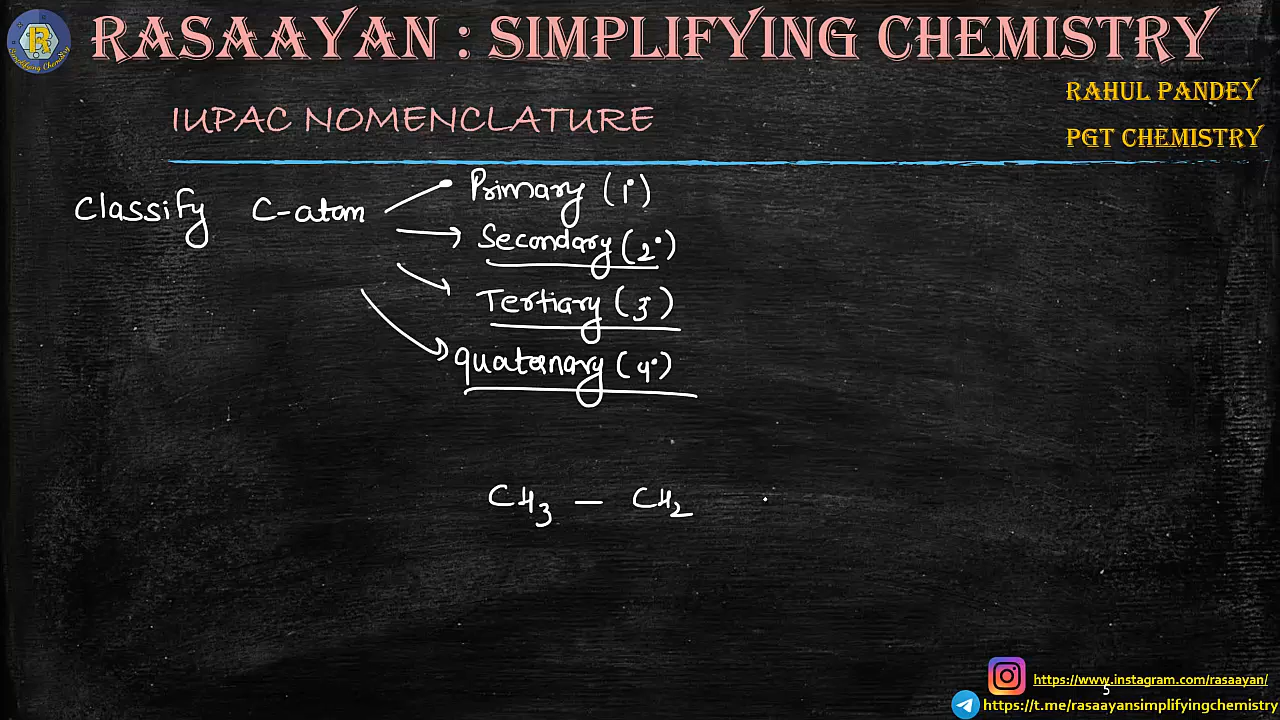 RASAAYAN : SIMPLIFYING CHEMISTRY
RAHUL PANDEY
IUPAC NOMENCLATURE
PGT CHEMISTRY
Classify C-atom
Primary (1°)
Secondary (2°)
Tertiary (3)
quaternary (4°)
CH3 — CH2
5
https://www.instagram.com/rasaayan/
https://t.me/rasaayansimplifyingchemistry